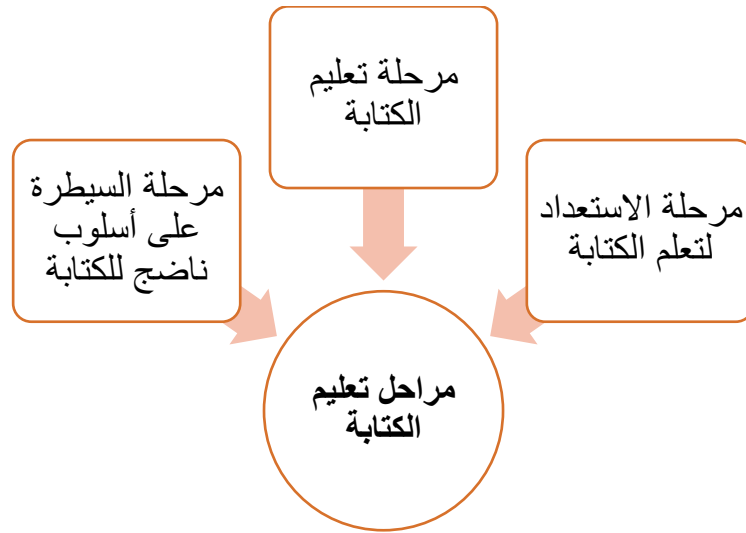 مرحلة الاستعداد
لتعلم الكتابة
مرحلة تعليم
الكتابة
مرحلة السيطرة
على أسلوب
ناضج للكتابة
مراحل تعليم
الكتابة